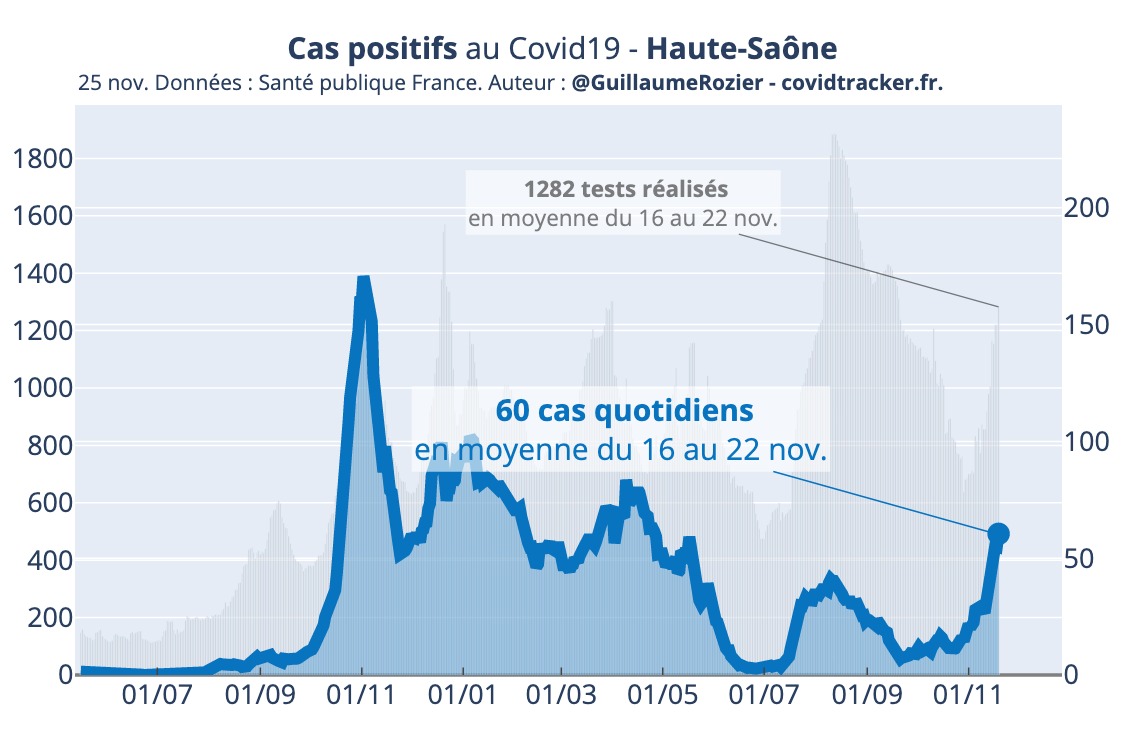 Cas positifs au Covid19 - Haute-Saône
25 nov. Données : Santé publique France. Auteur : @GuillaumeRozier - covidtracker.fr.
1800
1600
1400
1200
1000
800
600
400
200
0
200
150
100
50
0
1282 tests réalisés
en moyenne du 16 au 22 nov.
60 cas quotidiens
en moyenne du 16 au 22 nov.
01/07 01/09 01/11 01/01 01/03 01/05 01/07 01/09 01/11